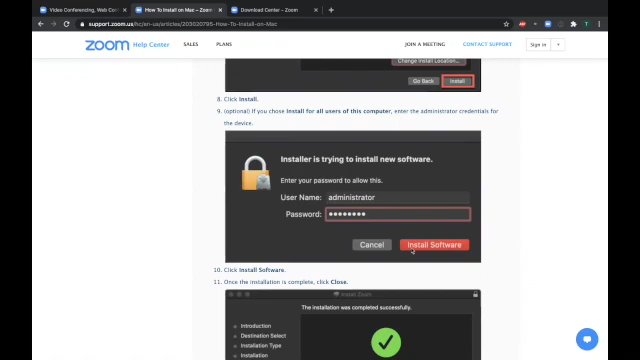 Video Conferencing, Web Con
How To Install on Mac – Zoom
Download Center - Zoom
support.zoom.us/hc/en-us/articles/203020795-How-To-Install-on-Mac
zoom Help Center SALES PLANS JOIN A MEETING CONTACT SUPPORT Sign in
Change Install Location...
Go Back Install
8. Click Install.
9. (optional) If you chose Install for all users of this computer, enter the administrator credentials for
the device.
Installer is trying to install new software.
Enter your password to allow this.
User Name: administrator
Password: ••••••••
Cancel Install Software
10. Click Install Software.
11. Once the installation is complete, click Close.
Install Zoom
The installation was completed successfully.
Introduction
Destination Select
Installation Type
Installation